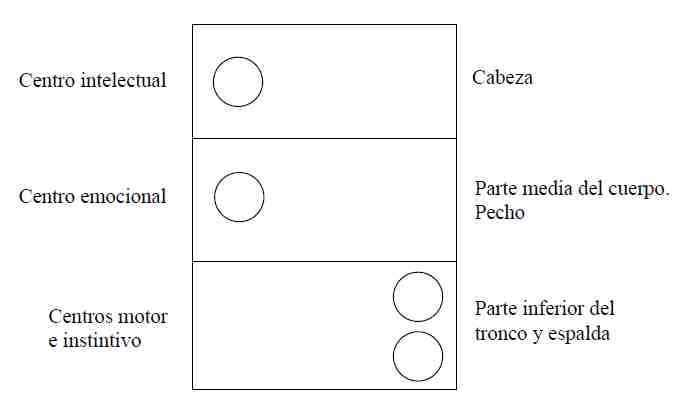 Centro intelectual
Cabeza
Centro emocional
Parte media del cuerpo.
Pecho
Centros motor
e instintivo
Parte inferior del
tronco y espalda